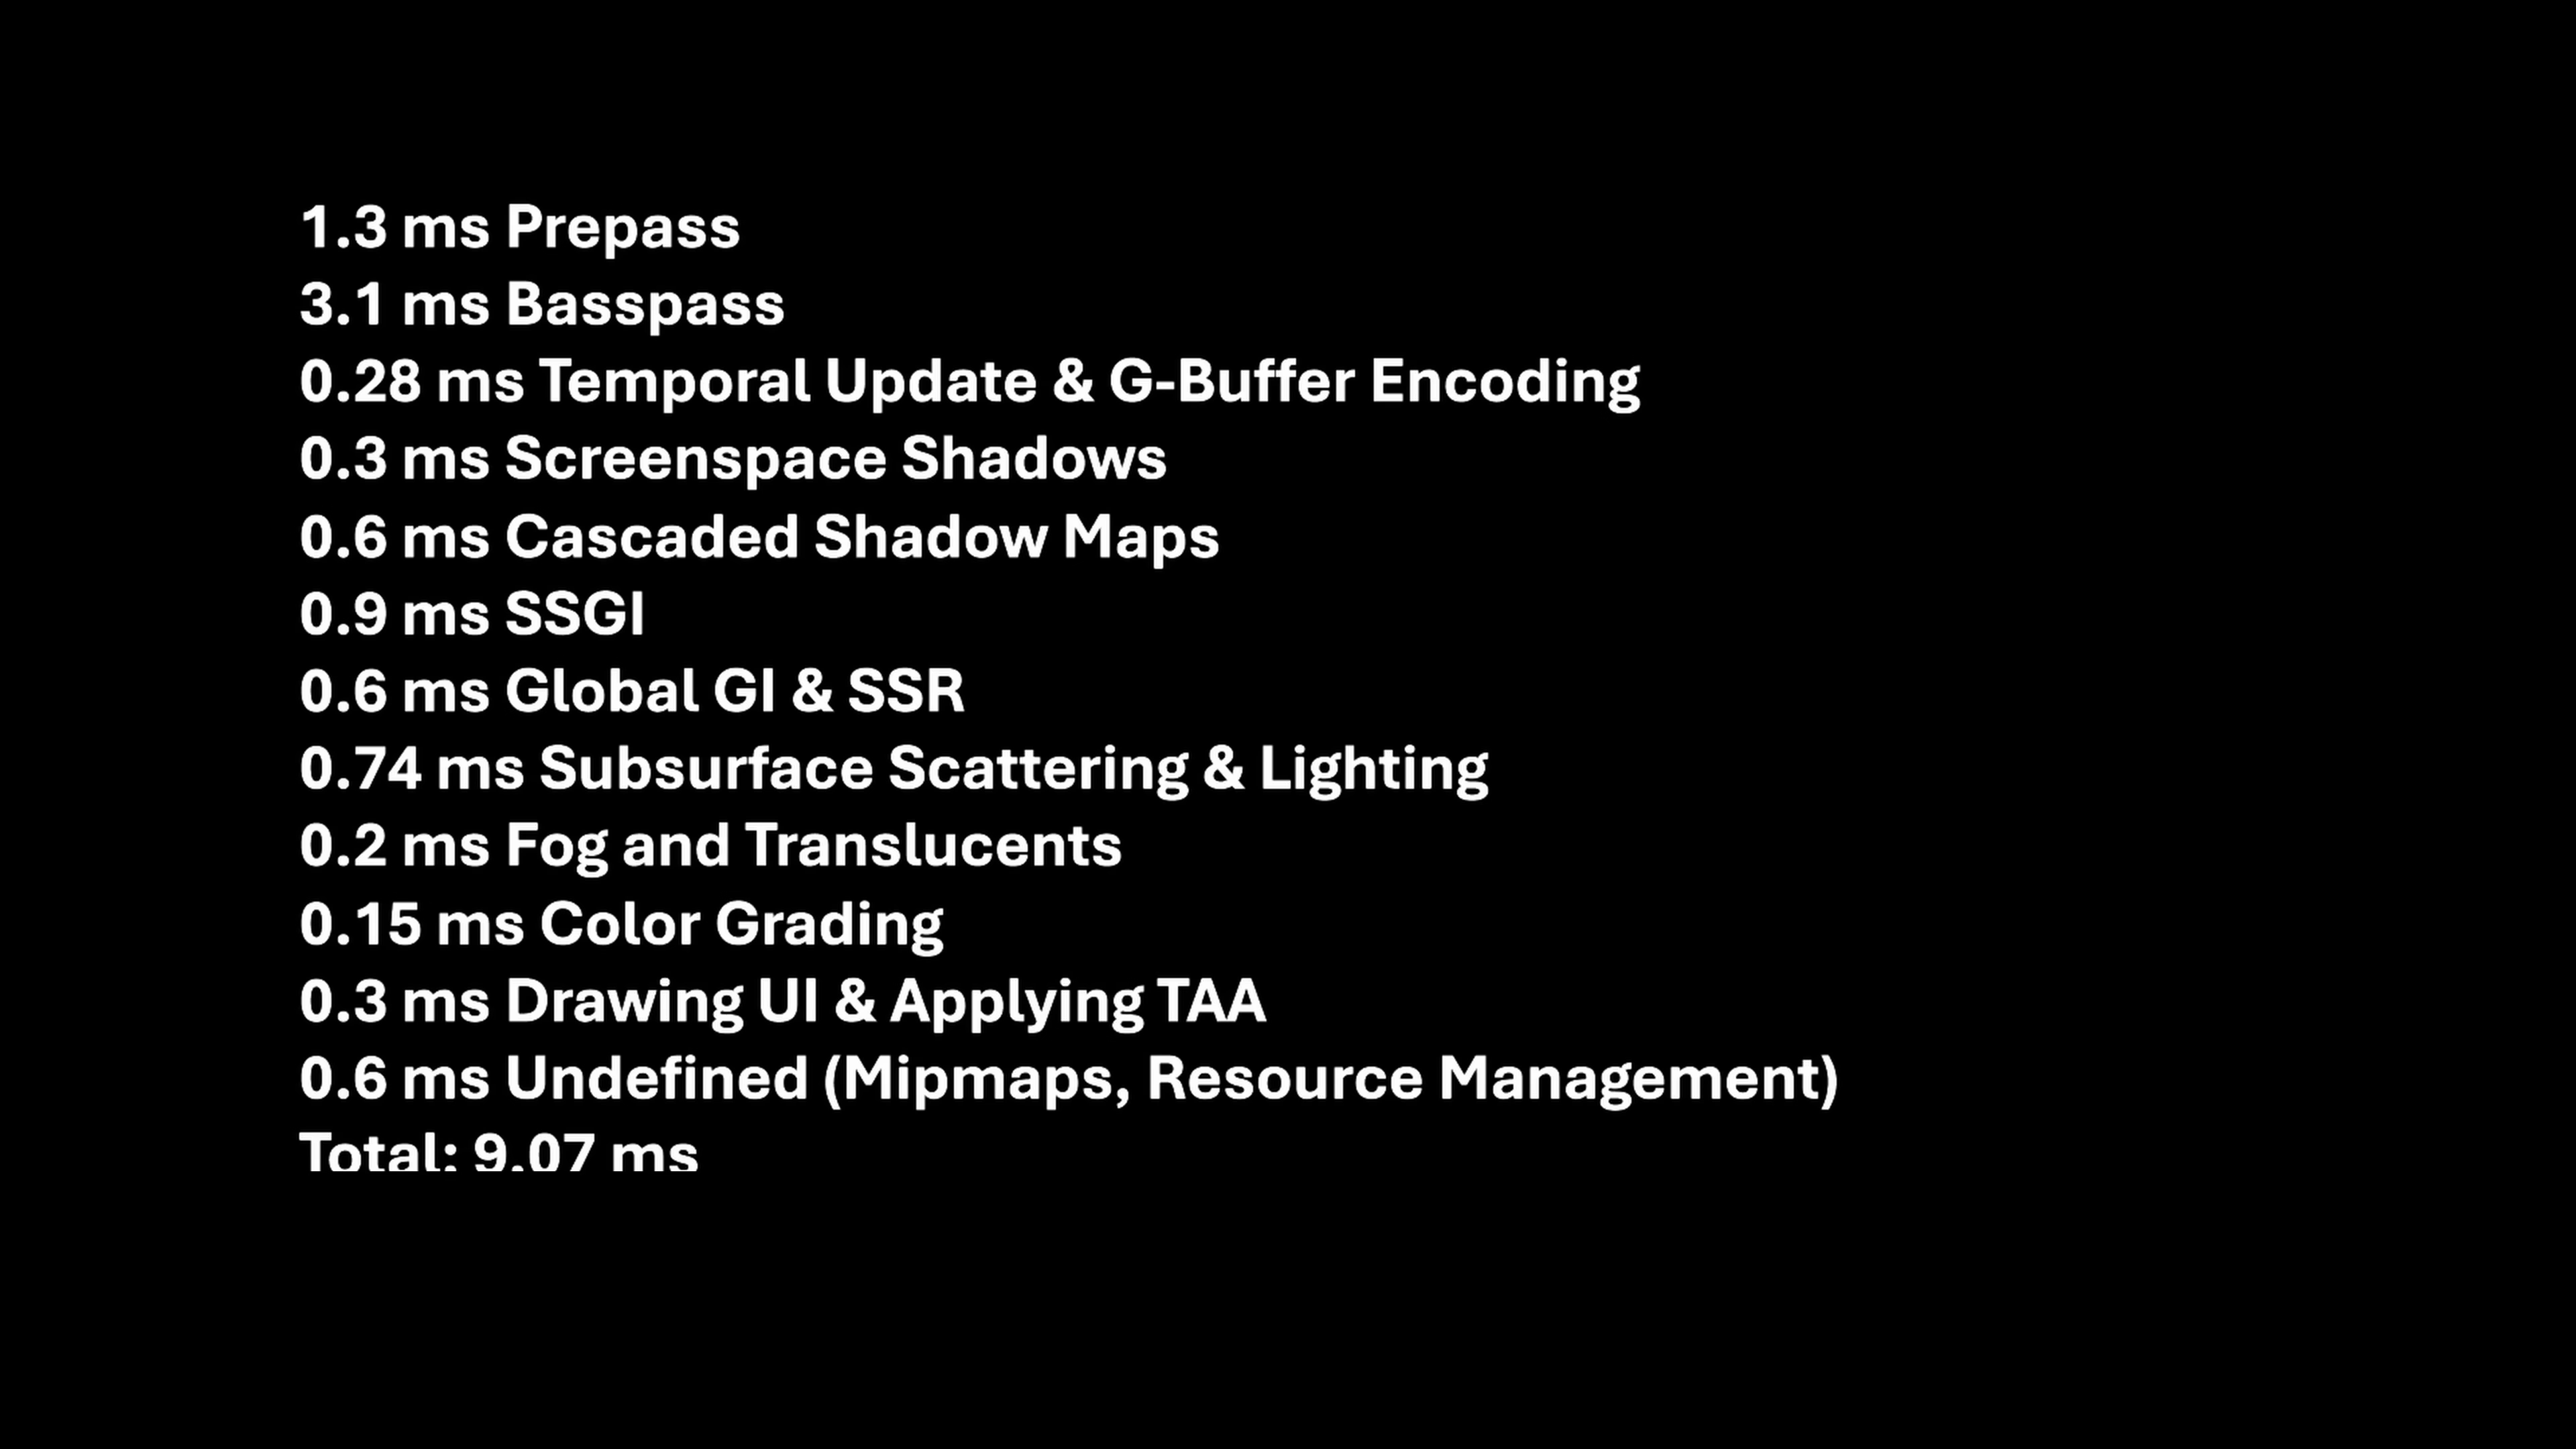 1.3 ms Prepass
3.1 ms Basspass
0.28 ms Temporal Update & G-Buffer Encoding
0.3 ms Screenspace Shadows
0.6 ms Cascaded Shadow Maps
0.9 ms SSGI
0.6 ms Global GI & SSR
0.74 ms Subsurface Scattering & Lighting
0.2 ms Fog and Translucents
0.15 ms Color Grading
0.3 ms Drawing UI & Applying TAA
0.6 ms Undefined (Mipmaps, Resource Management)
Total: 9.07 ms